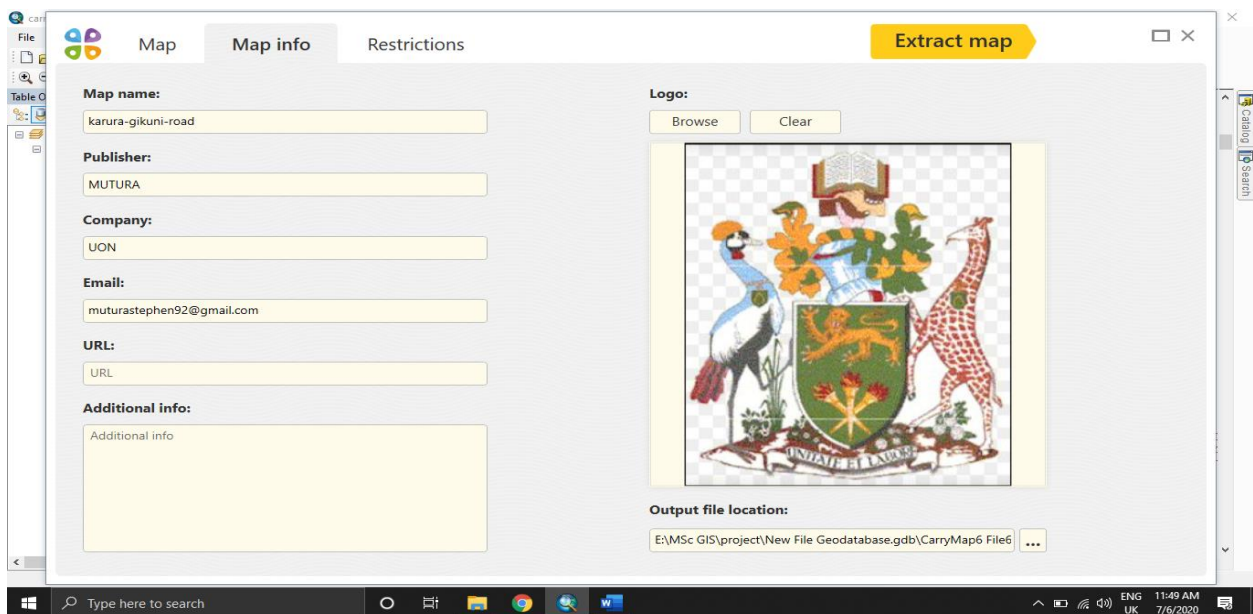 carr
File
Map
Map info
Restrictions
Extract map
Table O
Map name:
karura-gikuni-road
Publisher:
MUTURA
Company:
UON
Email:
muturastephen92@gmail.com
URL:
URL
Additional info:
Additional info
Logo:
Browse
Clear
UNITATE ET LABORE
Output file location:
E:\MSc GIS\project\New File Geodatabase.gdb\CarryMap6 File6
...
Catalog
Search
Type here to search
ENG
UK
11:49 AM
7/6/2020